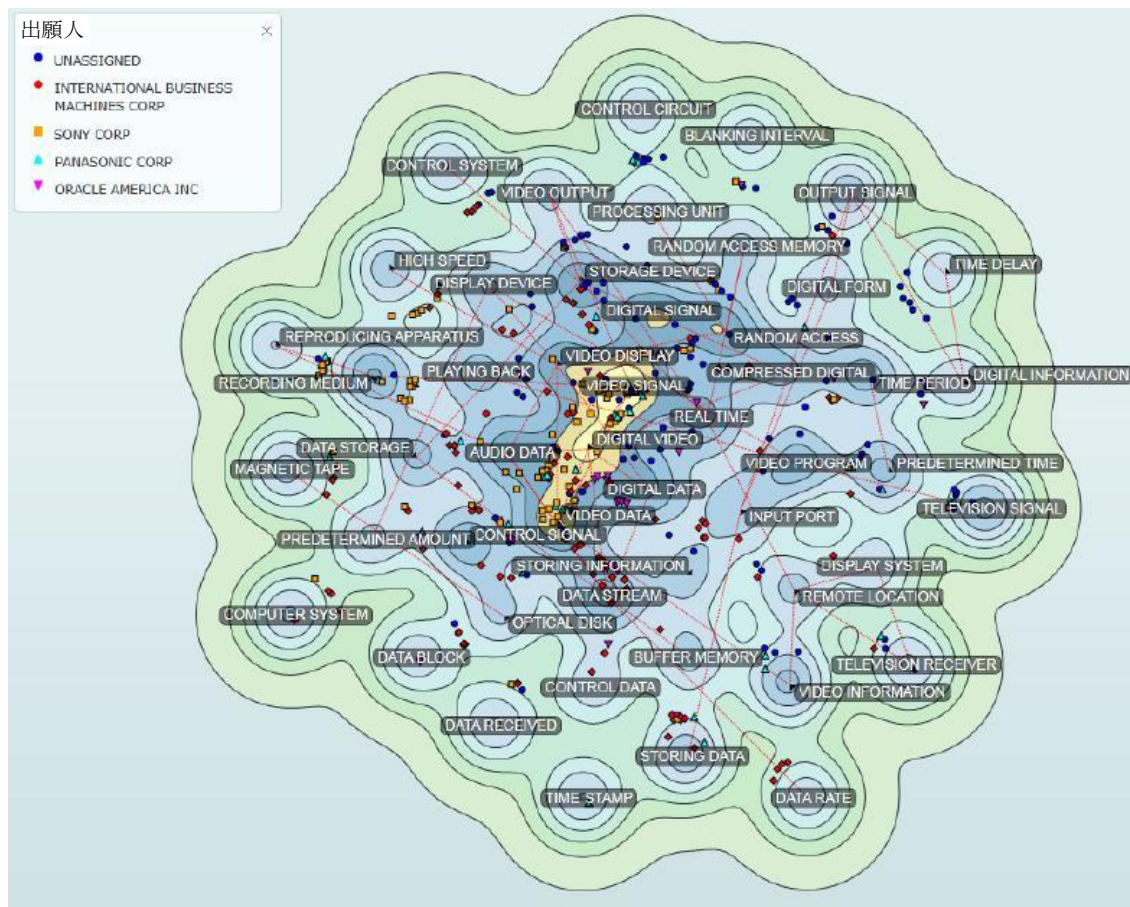 出願人
×
UNASSIGNED
INTERNATIONAL BUSINESS
MACHINES CORP
SONY CORP
PANASONIC CORP
ORACLE AMERICA INC
CONTROL CIRCUIT
BLANKING INTERVAL
CONTROL SYSTEM
VIDEO OUTPUT
OUTPUT SIGNAL
PROCESSING UNIT
RANDOM ACCESS MEMORY
HIGH SPEED
TIME DELAY
STORAGE DEVICE
DISPLAY DEVICE
DIGITAL FORM
DIGITAL SIGNAL
REPRODUCING APPARATUS
RANDOM ACCESS
VIDEO DISPLAY
PLAYING BACK
COMPRESSED DIGITAL
DIGITAL INFORMATION
RECORDING MEDIUM
TIME PERIOD
VIDEO SIGNAL
REAL TIME
DIGITAL VIDEO
DATA STORAGE
AUDIO DATA
MAGNETIC TAPE
VIDEO PROGRAM
PREDETERMINED TIME
DIGITAL DATA
TELEVISION SIGNAL
VIDEO DATA
INPUT PORT
CONTROL SIGNAL
PREDETERMINED AMOUNT
STORING INFORMATION
DISPLAY SYSTEM
DATA STREAM
REMOTE LOCATION
COMPUTER SYSTEM
OPTICAL DISK
DATA BLOCK
BUFFER MEMORY
TELEVISION RECEIVER
CONTROL DATA
VIDEO INFORMATION
DATA RECEIVED
STORING DATA
TIME STAMP
DATA RATE